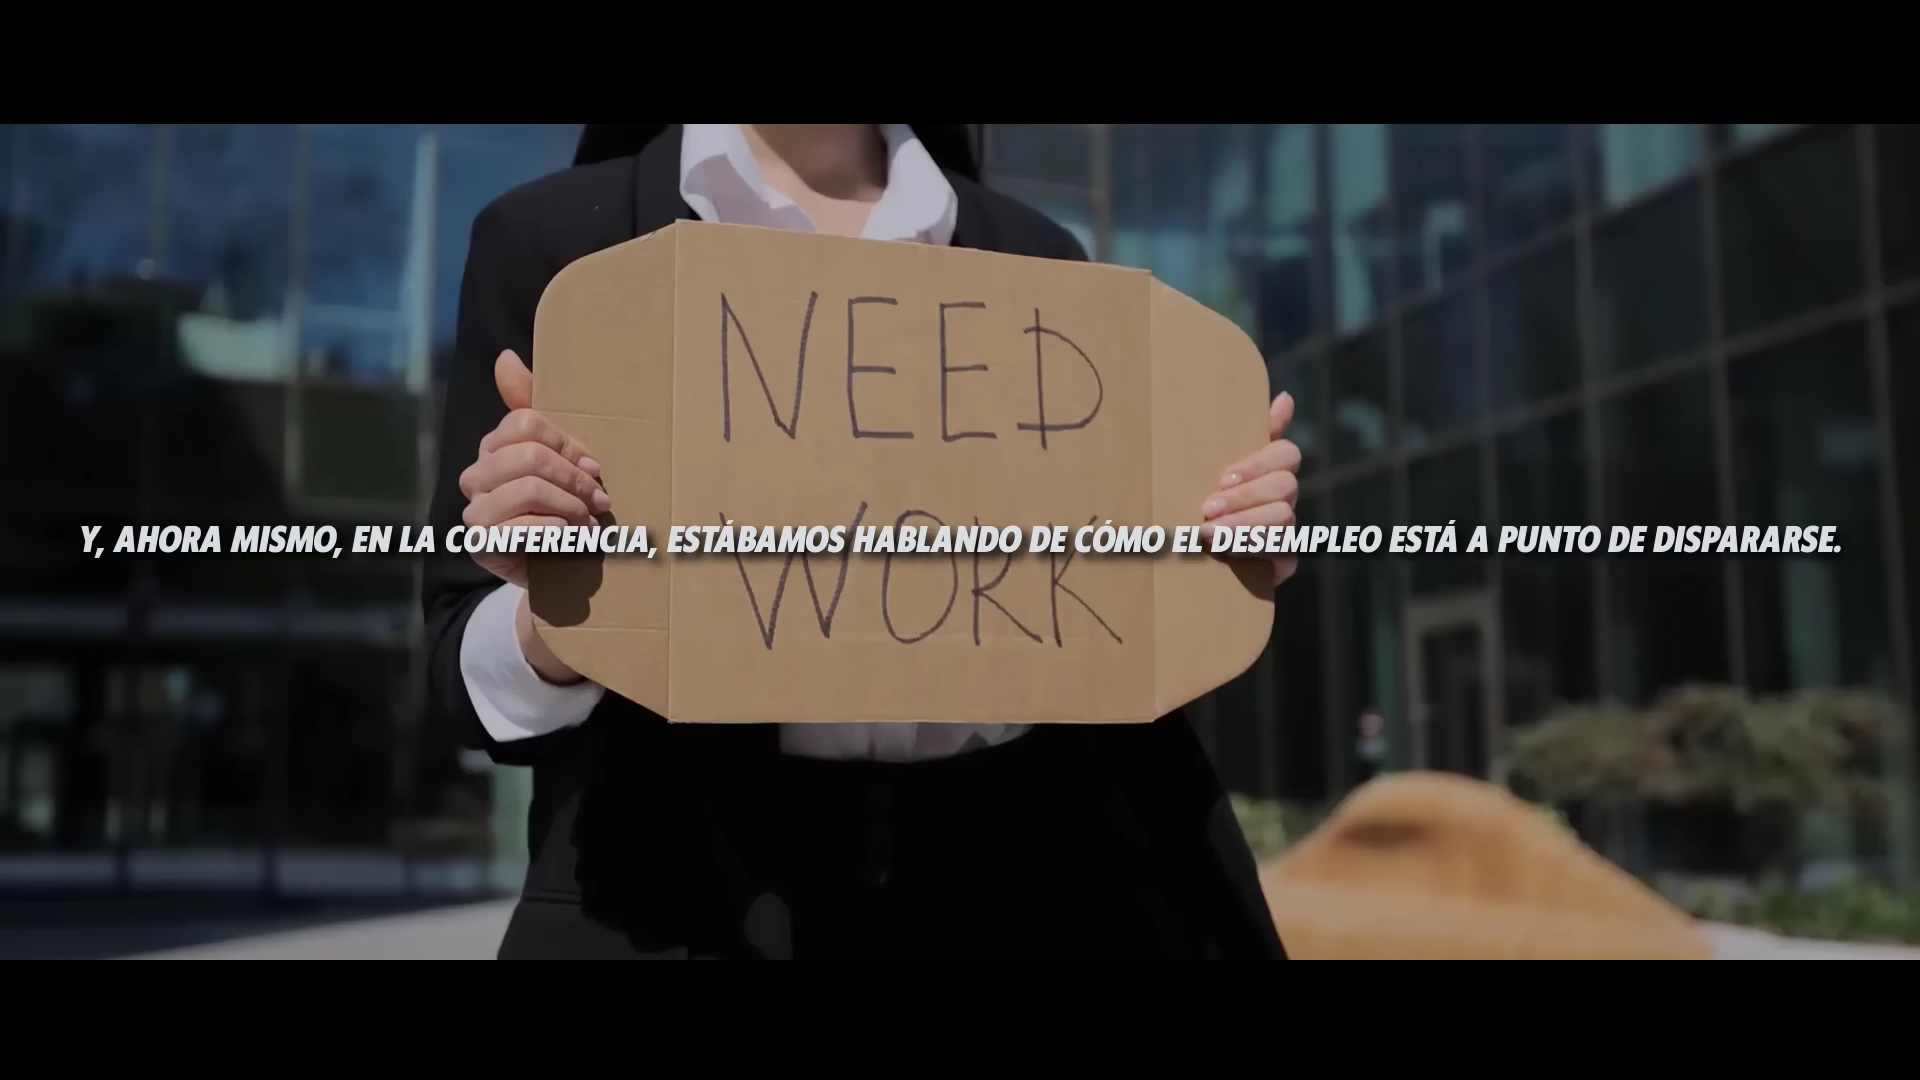 NEED
WORK
Y, AHORA MISMO, EN LA CONFERENCIA, ESTÁBAMOS HABLANDO DE CÓMO EL DESEMPLEO ESTÁ A PUNTO DE DISPARARSE.